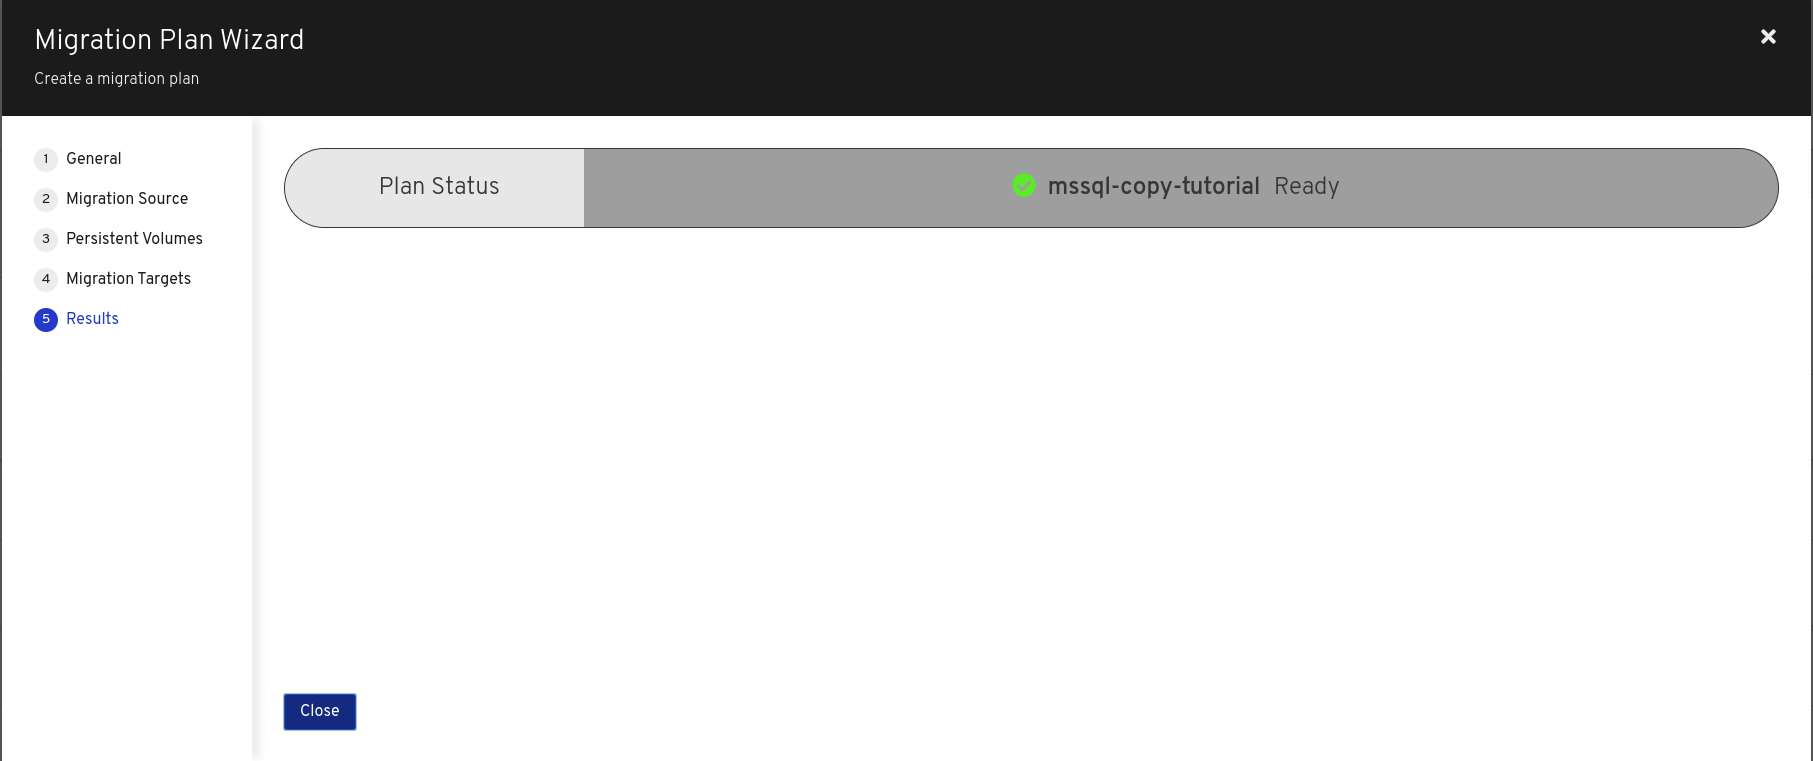 Migration Plan Wizard
Create a migration plan
1 General
2 Migration Source
3 Persistent Volumes
4 Migration Targets
5 Results
Plan Status
mssql-copy-tutorial Ready
Close